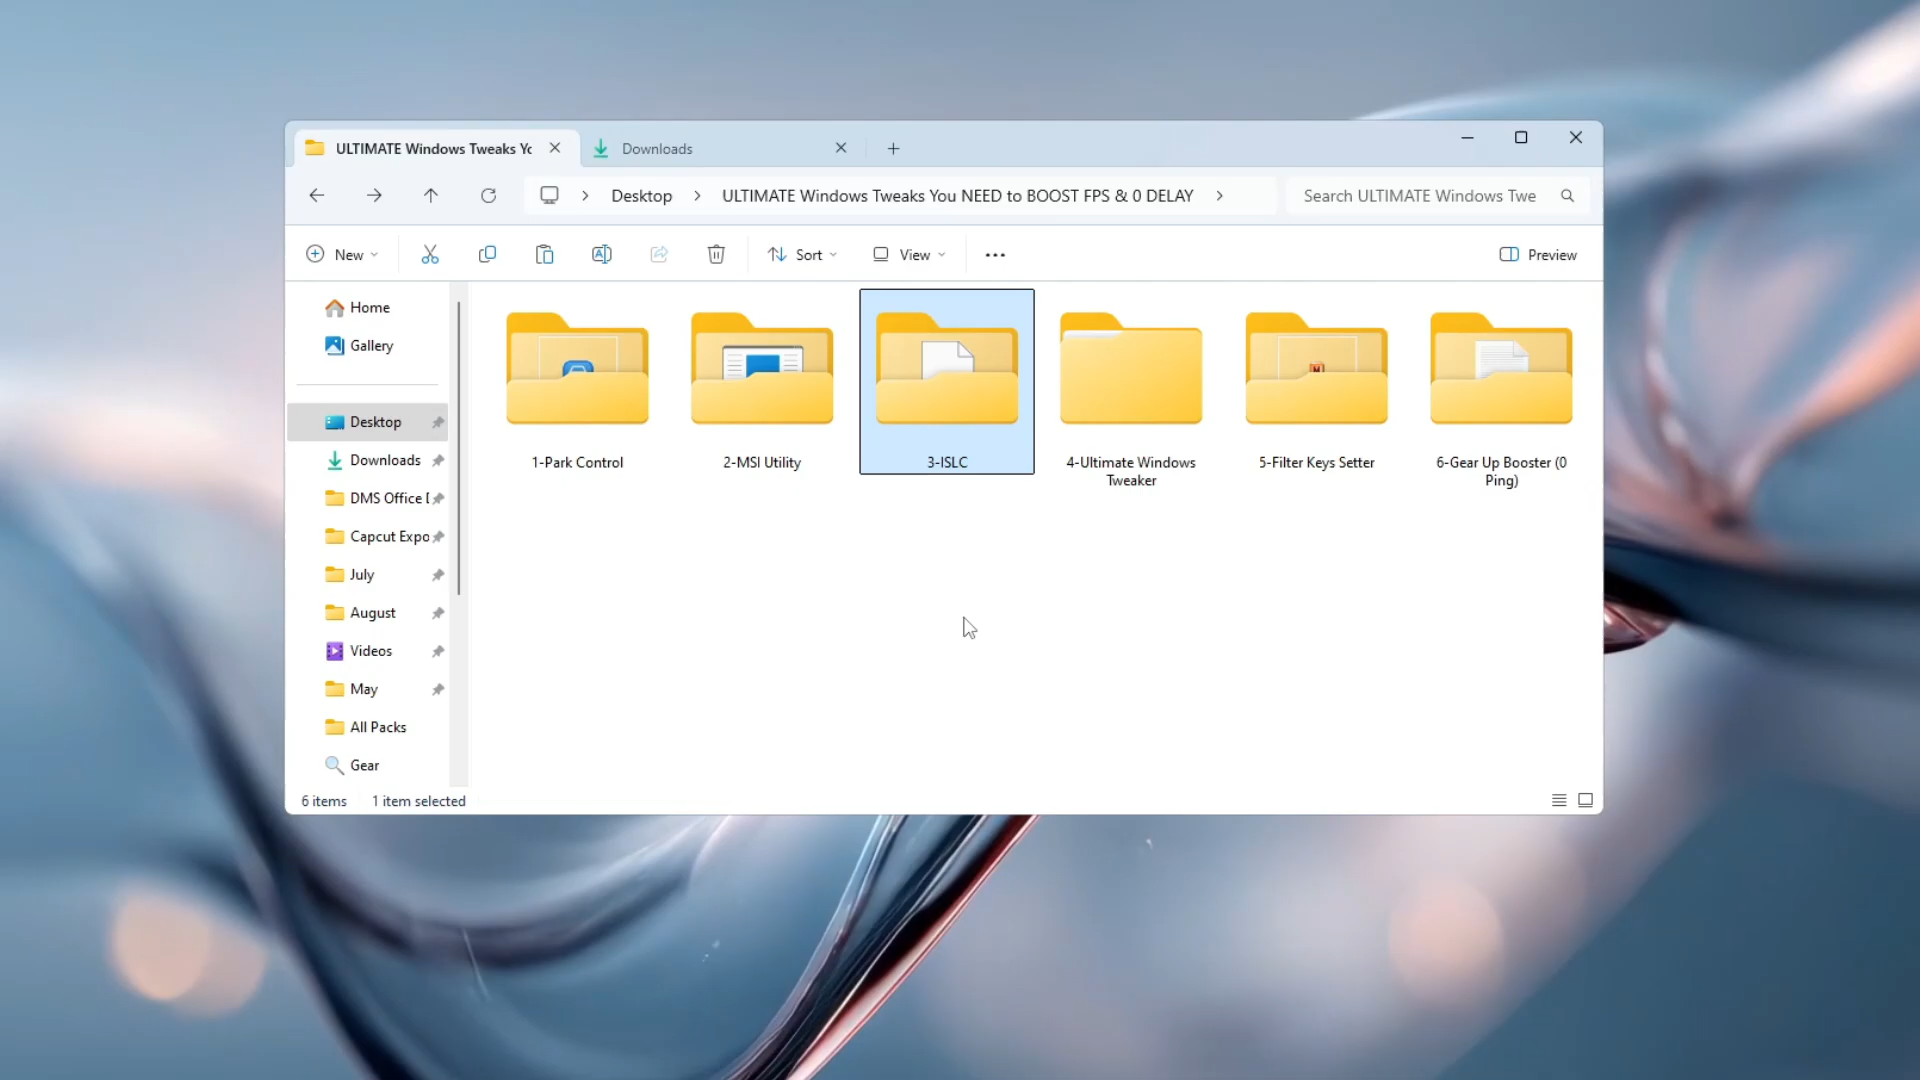 ULTIMATE Windows Tweaks Yo
Downloads
Desktop
ULTIMATE Windows Tweaks You NEED to BOOST FPS & 0 DELAY
Search ULTIMATE Windows Twe
New
Sort
View
Preview
Home
Gallery
Desktop
Downloads
DMS Office D
Capcut Expo
July
August
Videos
May
All Packs
Gear
1-Park Control
2-MSI Utility
3-ISLC
4-Ultimate Windows
Tweaker
5-Filter Keys Setter
6-Gear Up Booster (0
Ping)
6 items
1 item selected